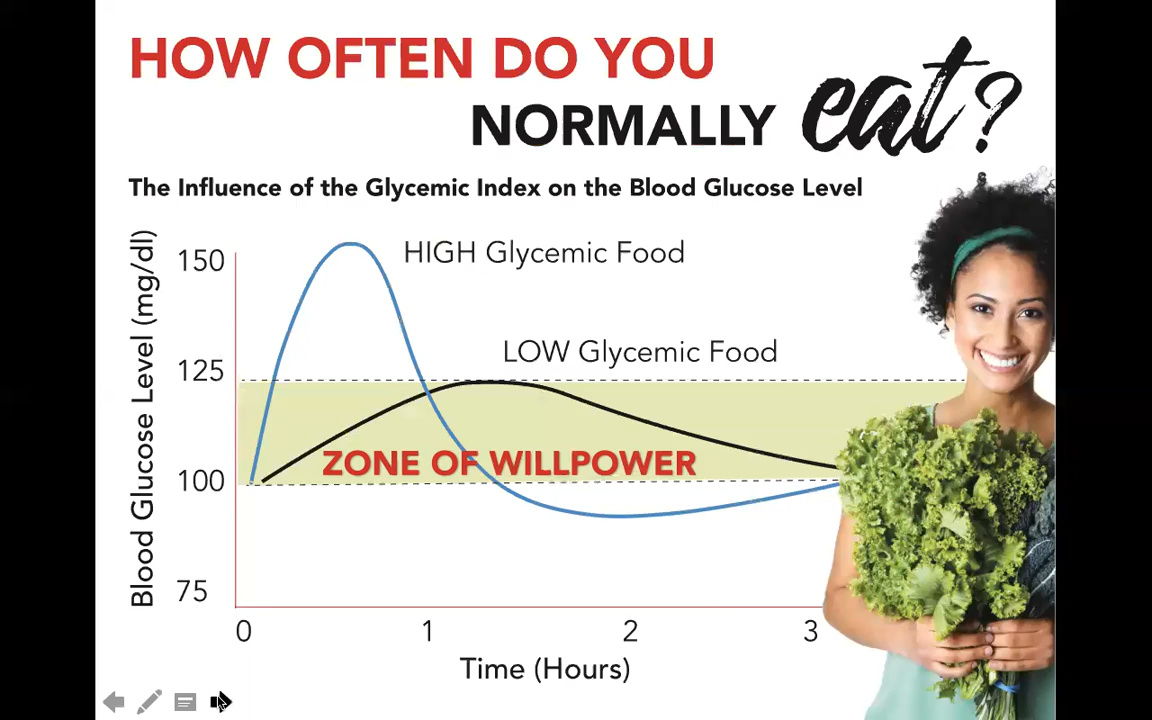 HOW OFTEN DO YOU
NORMALLY eat?
The Influence of the Glycemic Index on the Blood Glucose Level
Blood Glucose Level (mg/dl)
150
125
100
75
HIGH Glycemic Food
LOW Glycemic Food
ZONE OF WILLPOWER
0 1 2 3
Time (Hours)